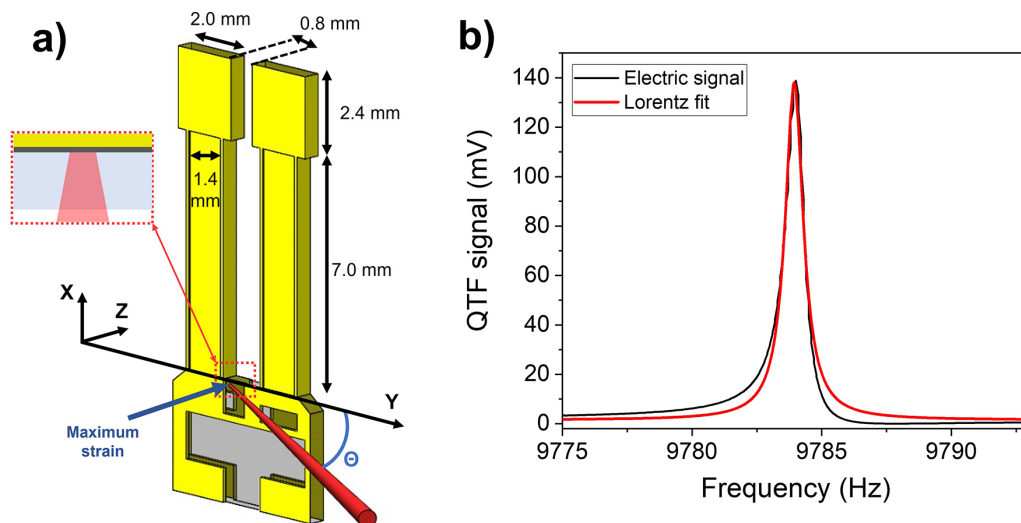 a)
2.0 mm
0.8 mm
2.4 mm
1.4
mm
7.0 mm
X
Z
Y
Maximum
strain
Θ
b)
Electric signal
Lorentz fit
QTF signal (mV)
140
120
100
80
60
40
20
0
9775
9780
9785
9790
Frequency (Hz)